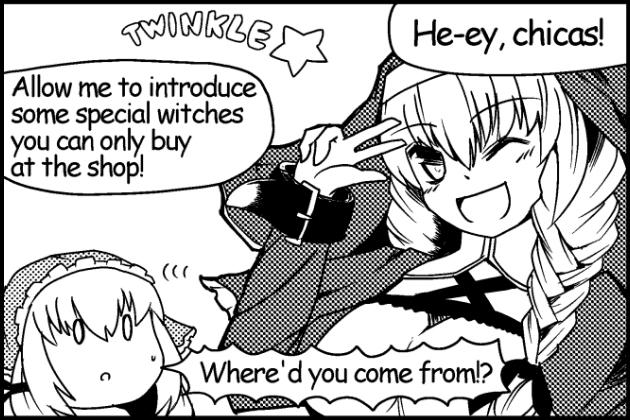 He-ey, chicas!
TWINKLE
Allow me to introduce
some special witches
you can only buy
at the shop!
Where'd you come from!?